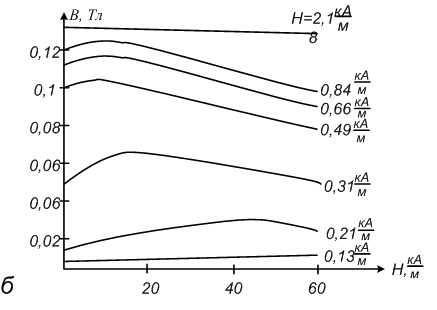 B, Тл
H=2,1 кА/м
8
0,12
0,1
0,08
0,06
0,06
0,02
0,84 кА/м
0,66 кА/м
0,49 кА/м
0,31 кА/м
0,21 кА/м
0,13 кА/м
20
40
60
H, кА/м
б